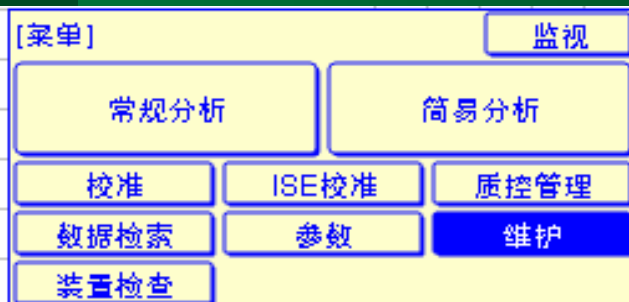 [菜单] 监视
常规分析 简易分析
校准 ISE校准 质控管理
数据检索 参数 维护
装置检查